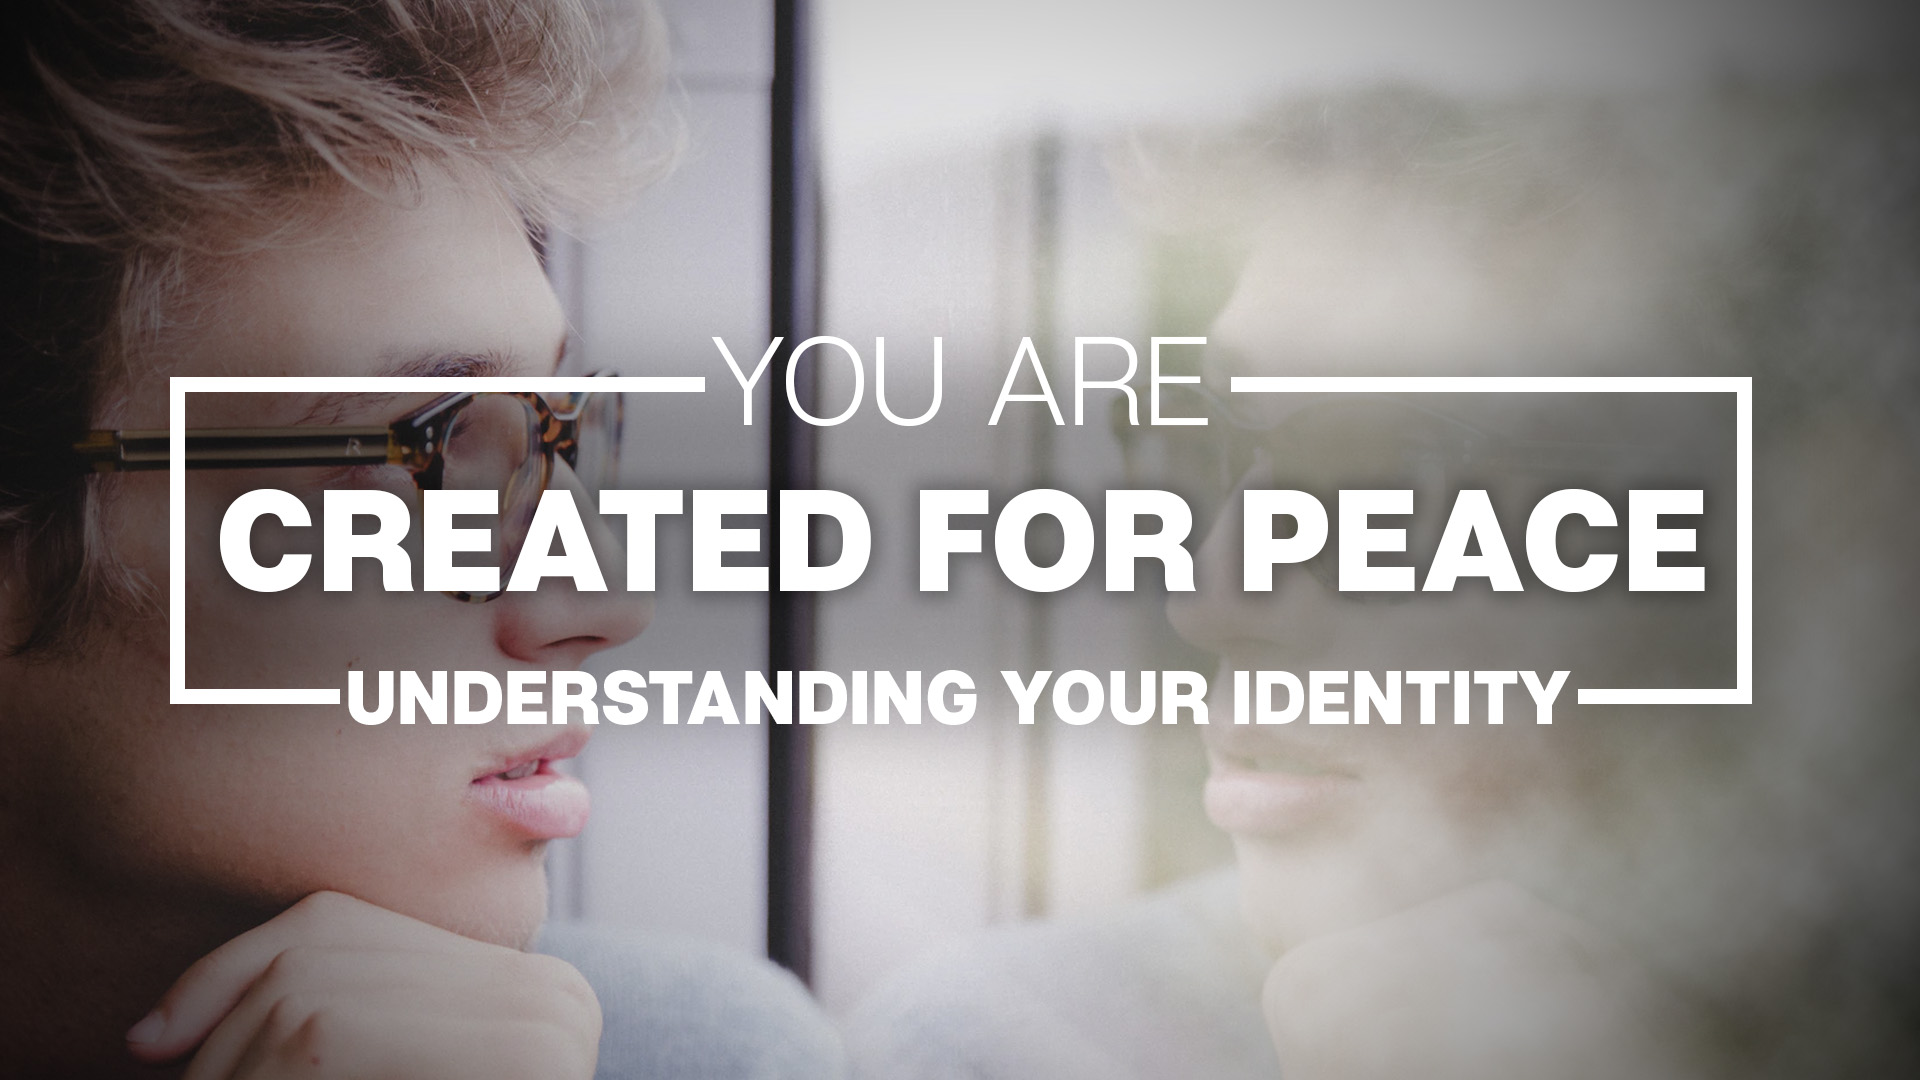 YOU ARE
CREATED FOR PEACE
UNDERSTANDING YOUR IDENTITY
R